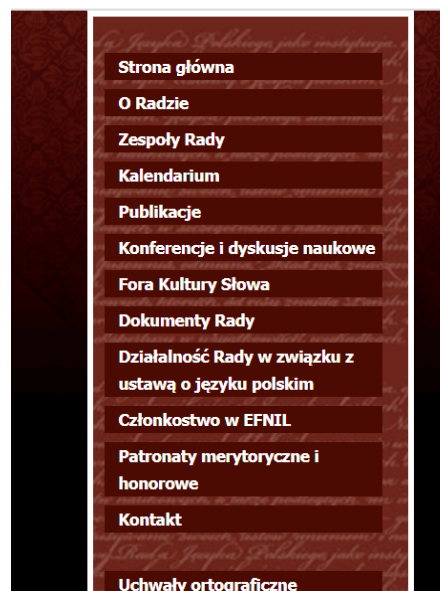 Strona główna
O Radzie
Zespoły Rady
Kalendarium
Publikacje
Konferencje i dyskusje naukowe
Fora Kultury Słowa
Dokumenty Rady
Działalność Rady w związku z
ustawą o języku polskim
Członkostwo w EFNIL
Patronaty merytoryczne i
honorowe
Kontakt
Uchwały ortograficzne